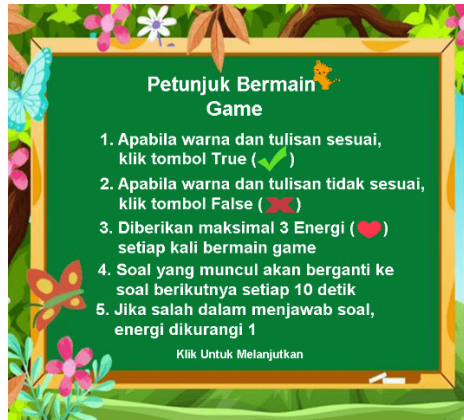 Petunjuk Bermain
Game
1. Apabila warna dan tulisan sesuai,
klik tombol True ( )
2. Apabila warna dan tulisan tidak sesuai,
klik tombol False ( )
3. Diberikan maksimal 3 Energi ( )
setiap kali bermain game
4. Soal yang muncul akan berganti ke
soal berikutnya setiap 10 detik
5. Jika salah dalam menjawab soal,
energi dikurangi 1
Klik Untuk Melanjutkan